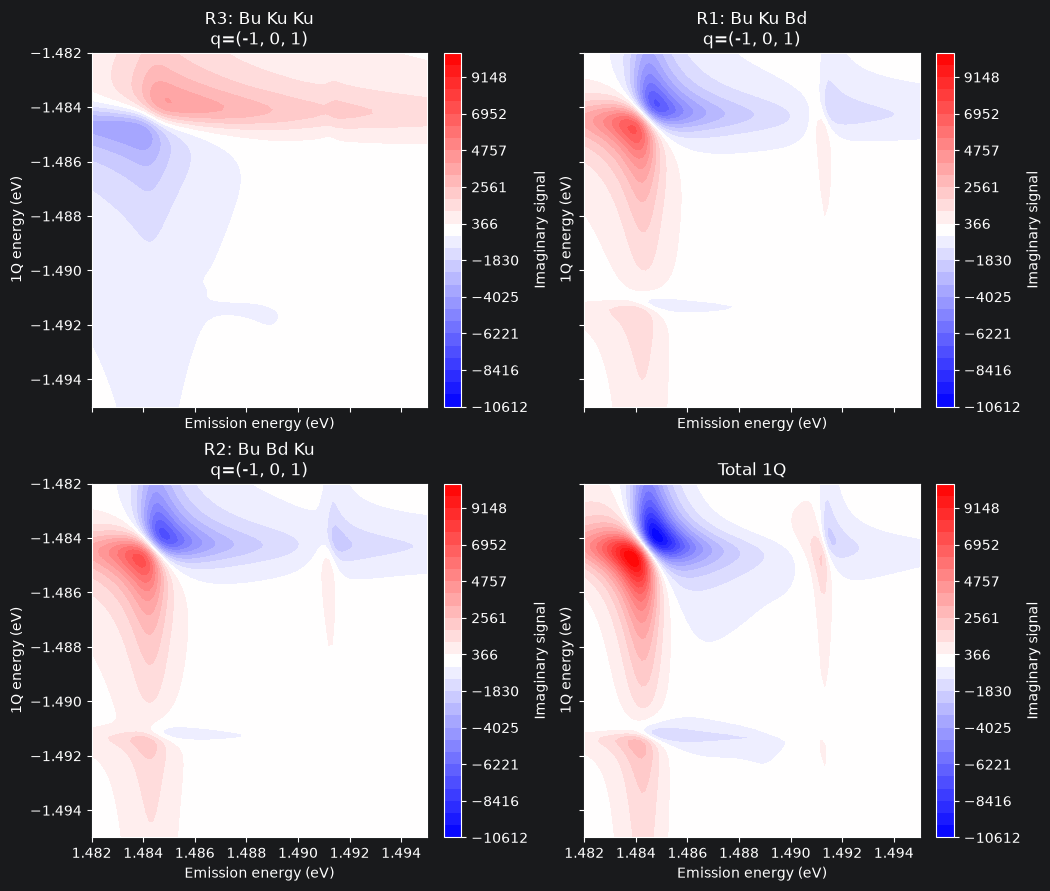 R3: Bu Ku Ku
q=(-1, 0, 1)
−1.482
−1.484
−1.486
−1.488
−1.490
−1.492
−1.494
1Q energy (eV)
Emission energy (eV)
9148
6952
4757
2561
366
−1830
−4025
−6221
−8416
−10612
Imaginary signal
R1: Bu Ku Bd
q=(-1, 0, 1)
1Q energy (eV)
Emission energy (eV)
9148
6952
4757
2561
366
−1830
−4025
−6221
−8416
−10612
Imaginary signal
R2: Bu Bd Ku
q=(-1, 0, 1)
−1.482
−1.484
−1.486
−1.488
−1.490
−1.492
−1.494
1Q energy (eV)
1.482 1.484 1.486 1.488 1.490 1.492 1.494
Emission energy (eV)
9148
6952
4757
2561
366
−1830
−4025
−6221
−8416
−10612
Imaginary signal
Total 1Q
1Q energy (eV)
1.482 1.484 1.486 1.488 1.490 1.492 1.494
Emission energy (eV)
9148
6952
4757
2561
366
−1830
−4025
−6221
−8416
−10612
Imaginary signal